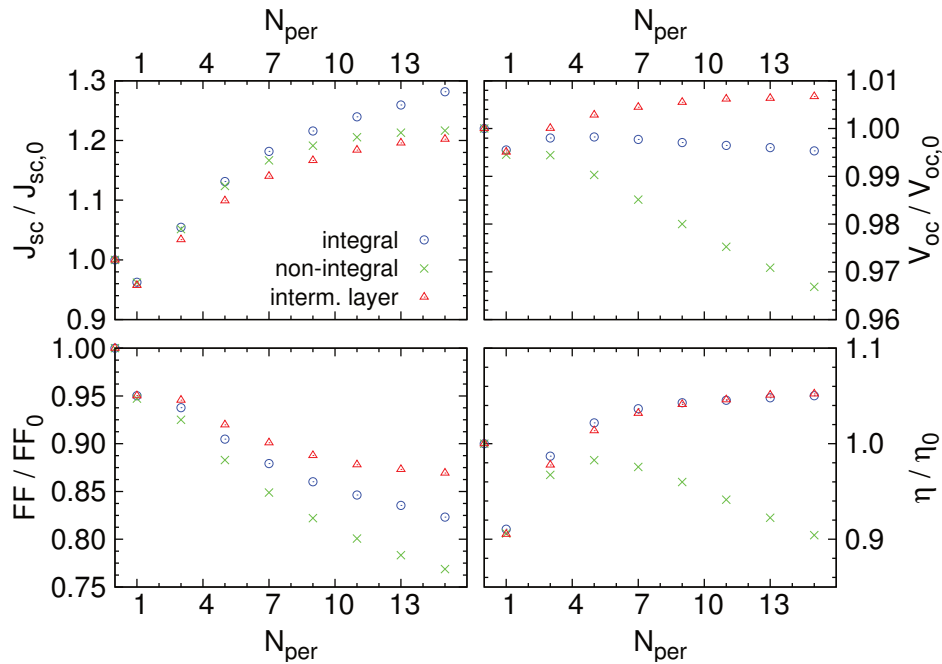 N_per N_per
1 4 7 10 13 1 4 7 10 13
1.3 1.01
1.2 1.00
1.1 0.99
1.0 0.98
0.9 0.97
0.96
J_sc / J_sc,0
V_oc / V_oc,0
integral
non-integral
interm. layer
1.00 1.1
0.95
0.90 1.0
0.85
0.80 0.9
0.75
FF / FF_0
η / η_0
1 4 7 10 13 1 4 7 10 13
N_per N_per